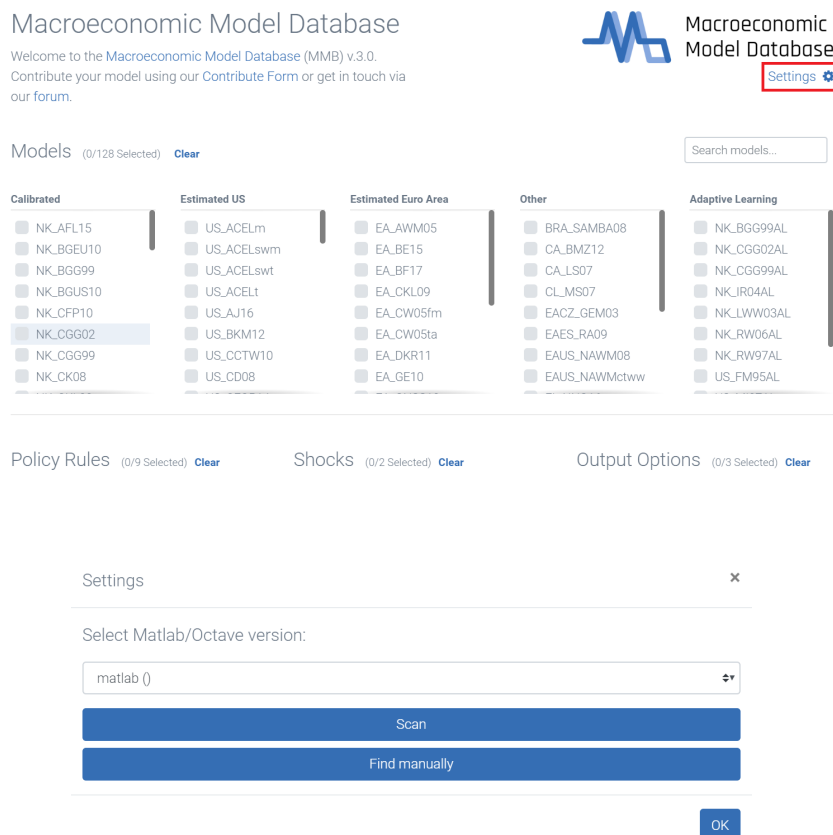 Macroeconomic Model Database
Welcome to the Macroeconomic Model Database (MMB) v.3.0.
Contribute your model using our Contribute Form or get in touch via
our forum.
Macroeconomic
Model Database
Settings
Models (0/128 Selected) Clear
Search models...
Calibrated
NK_AFL15
NK_BGEU10
NK_BGG99
NK_BGUS10
NK_CFP10
NK_CGG02
NK_CGG99
NK_CK08
Estimated US
US_ACELm
US_ACELswm
US_ACELswt
US_ACELt
US_AJ16
US_BKM12
US_CCTW10
US_CD08
Estimated Euro Area
EA_AWM05
EA_BE15
EA_BF17
EA_CKL09
EA_CW05fm
EA_CW05ta
EA_DKR11
EA_GE10
Other
BRA_SAMBA08
CA_BMZ12
CA_LS07
CL_MS07
EACZ_GEM03
EAES_RA09
EAUS_NAWM08
EAUS_NAWMctww
Adaptive Learning
NK_BGG99AL
NK_CGG02AL
NK_CGG99AL
NK_IR04AL
NK_LWW03AL
NK_RW06AL
NK_RW97AL
US_FM95AL
Policy Rules (0/9 Selected) Clear
Shocks (0/2 Selected) Clear
Output Options (0/3 Selected) Clear
Settings
Select Matlab/Octave version:
matlab ()
Scan
Find manually
OK